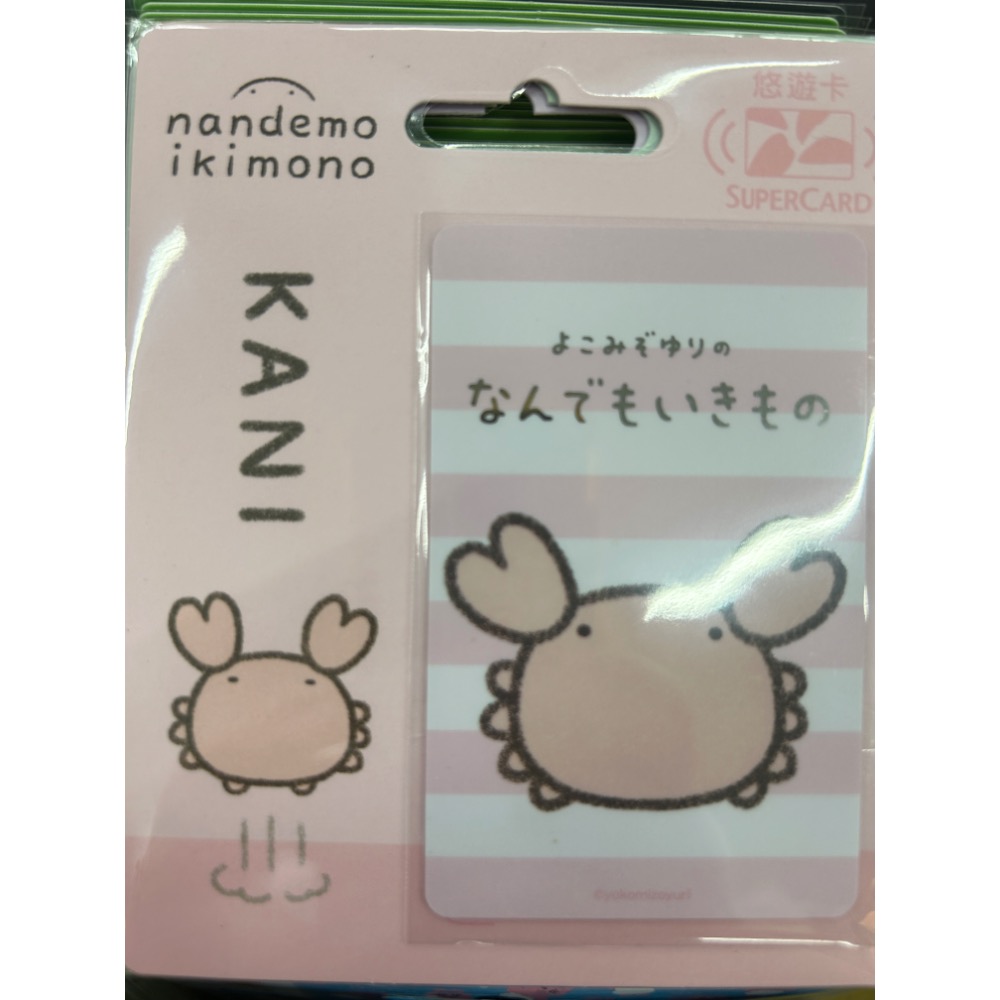 nandemo
ikimono
悠遊卡
SUPERCARD
KANI
よこみぞゆりの
なんでもいきもの
©yokomizoyuri